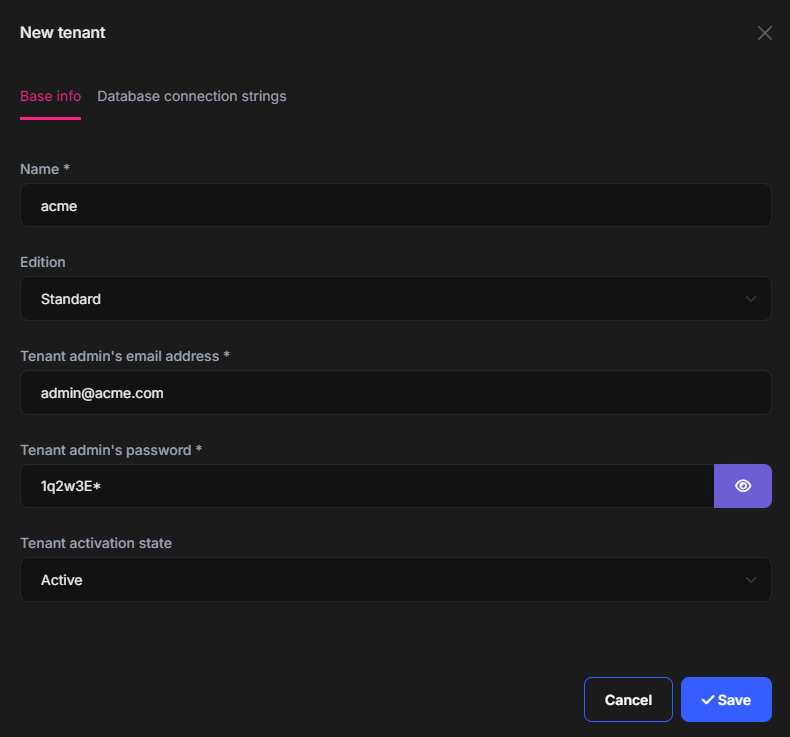 New tenant
Base info Database connection strings
Name *
acme
Edition
Standard
Tenant admin's email address *
admin@acme.com
Tenant admin's password *
1q2w3E*
Tenant activation state
Active
Cancel Save